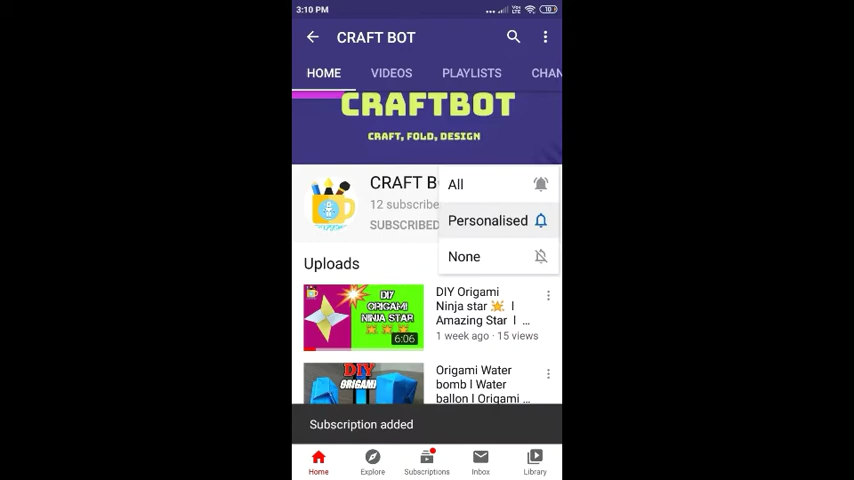 3:10 PM
CRAFT BOT
HOME VIDEOS PLAYLISTS CHAN
CRAFTBOT
CRAFT, FOLD, DESIGN
CRAFT B
12 subscribe
SUBSCRIBED
All
Personalised
None
Uploads
DIY
ORIGAMI
NINJA STAR
6:06
DIY Origami
Ninja star 🌟 l
Amazing Star l ...
1 week ago · 15 views
DIY
ORIGAMI
Origami Water
bomb l Water
ballon l Origami ...
Subscription added
Home Explore Subscriptions Inbox Library